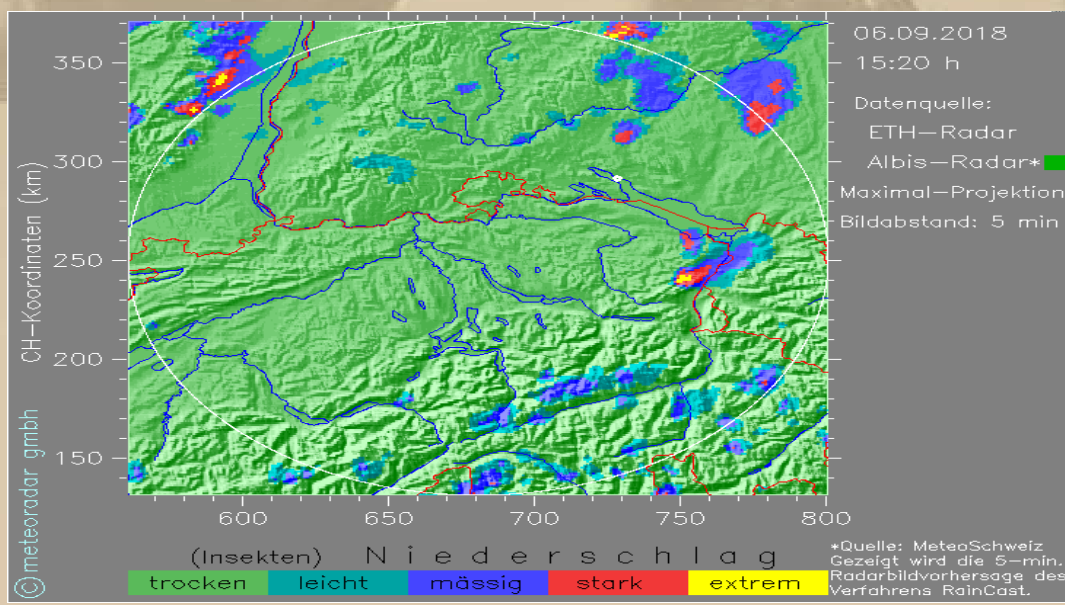 06.09.2018
15:20 h
Datenquelle:
ETH-Radar
Albis-Radar*
Maximal-Projektion
Bildabstand: 5 min
CH-Koordinaten (km)
350
300
250
200
150
600
650
700
750
800
© meteoradar gmbh
(Insekten) Niederschlag
trocken leicht mässig stark extrem
*Quelle: MeteoSchweiz
Gezeigt wird die 5-min.
Radarbildvorhersage des
Verfahrens RainCast.